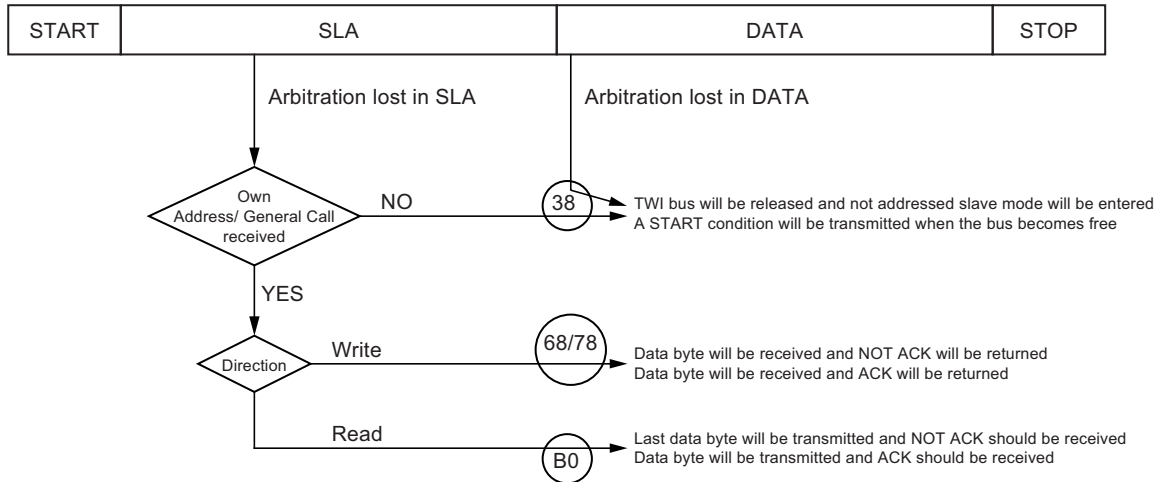 START
SLA
DATA
STOP
Arbitration lost in SLA
Arbitration lost in DATA
Own
Address/ General Call
received
NO
38
TWI bus will be released and not addressed slave mode will be entered
A START condition will be transmitted when the bus becomes free
YES
Direction
Write
68/78
Data byte will be received and NOT ACK will be returned
Data byte will be received and ACK will be returned
Read
B0
Last data byte will be transmitted and NOT ACK should be received
Data byte will be transmitted and ACK should be received